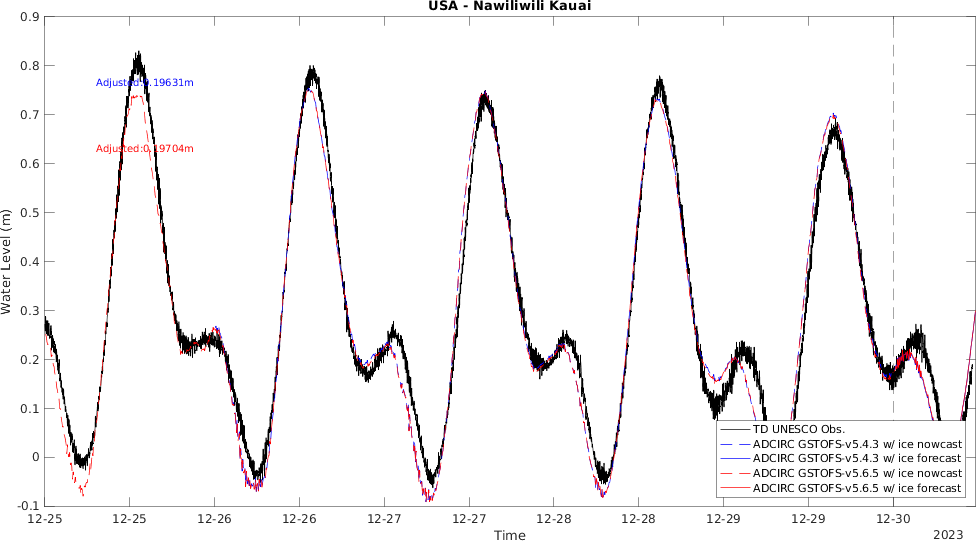 USA - Nawiliwili Kauai
0.9
0.8
0.7
0.6
0.5
0.4
0.3
0.2
0.1
0
-0.1
Water Level (m)
Adjusted:0.19631m
Adjusted:0.19704m
TD UNESCO Obs.
ADCIRC GSTOFS-v5.4.3 w/ ice nowcast
ADCIRC GSTOFS-v5.4.3 w/ ice forecast
ADCIRC GSTOFS-v5.6.5 w/ ice nowcast
ADCIRC GSTOFS-v5.6.5 w/ ice forecast
12-25 12-25 12-26 12-26 12-27 12-27 12-28 12-28 12-29 12-29 12-30
Time
2023